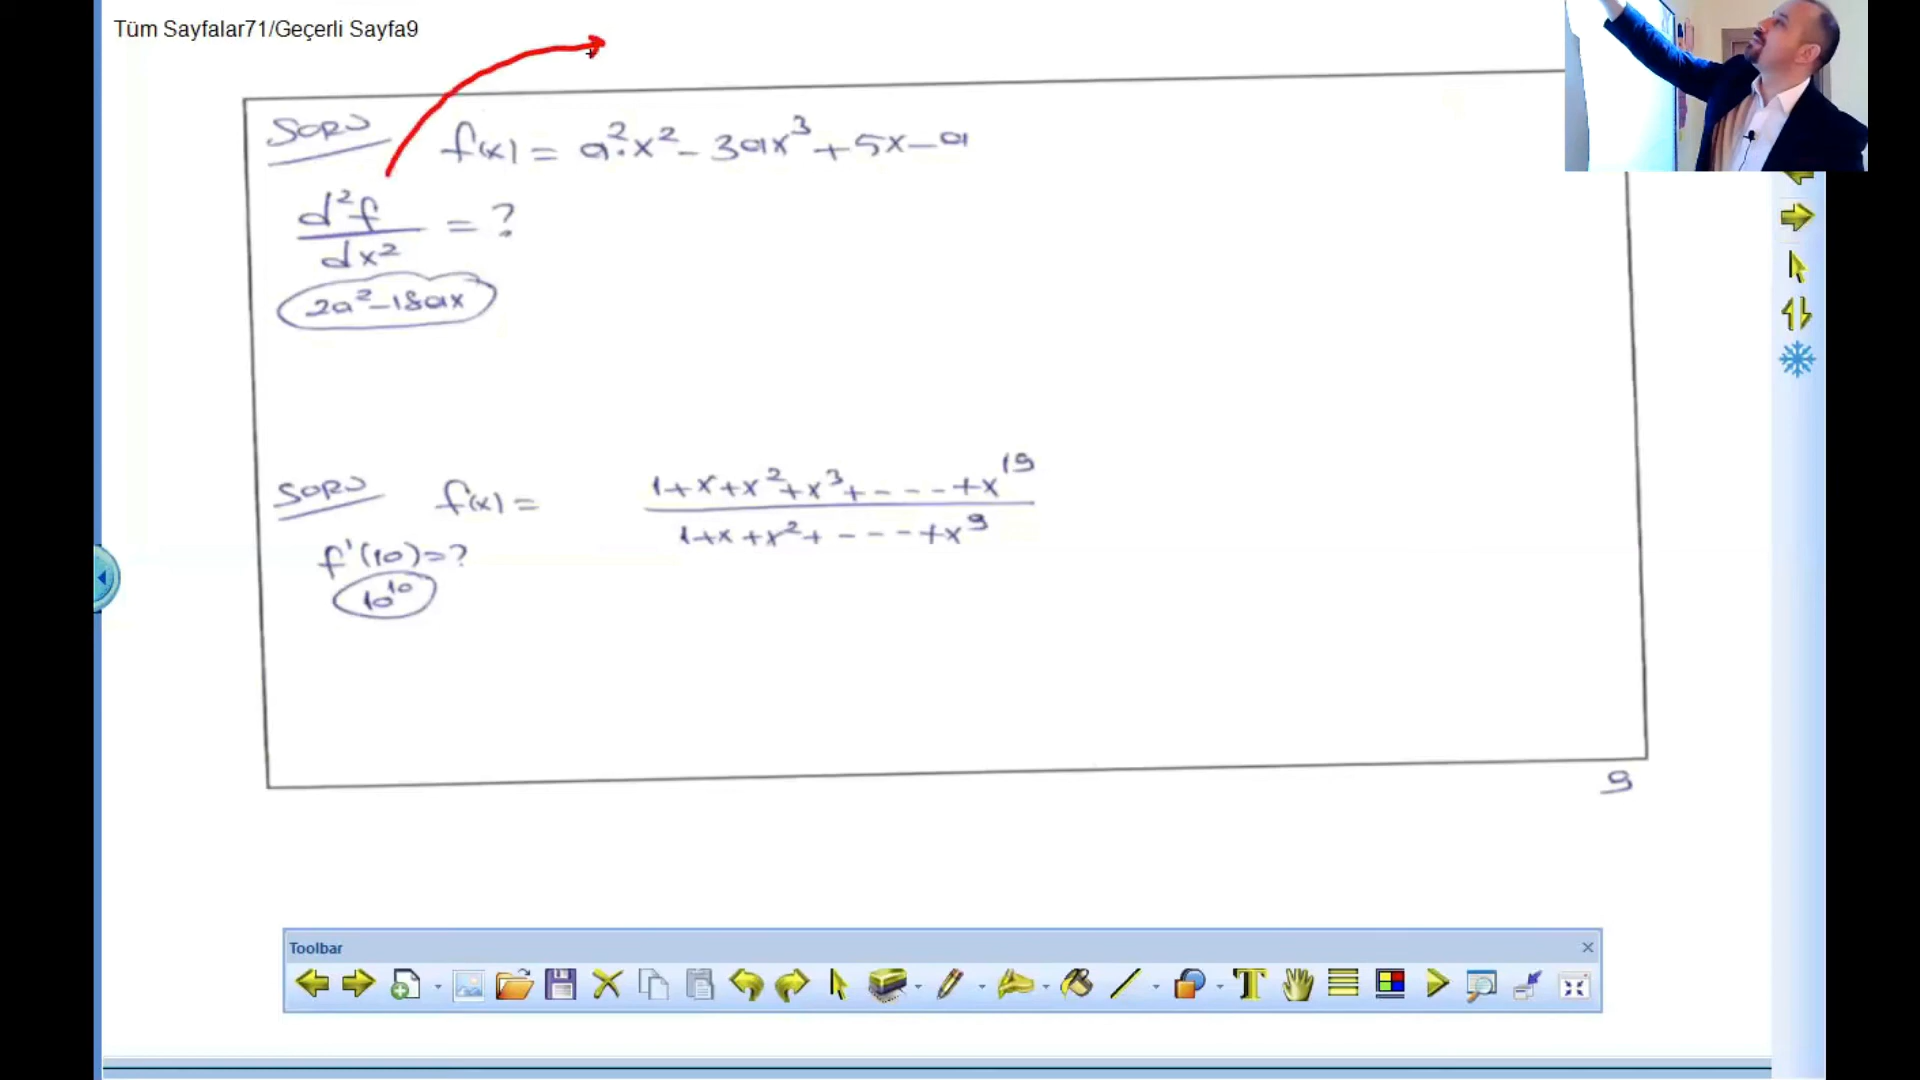 Tüm Sayfalar71/Geçerli Sayfa9
SORU f(x) = a².x² - 3ax³ + 5x - a
d²f/dx² = ?
2a² - 18ax
SORU f(x) = (1+x+x²+x³+----+x¹⁹)/(1+x+x²+----+x⁹)
f'(10)=?
10¹⁰
9
Toolbar